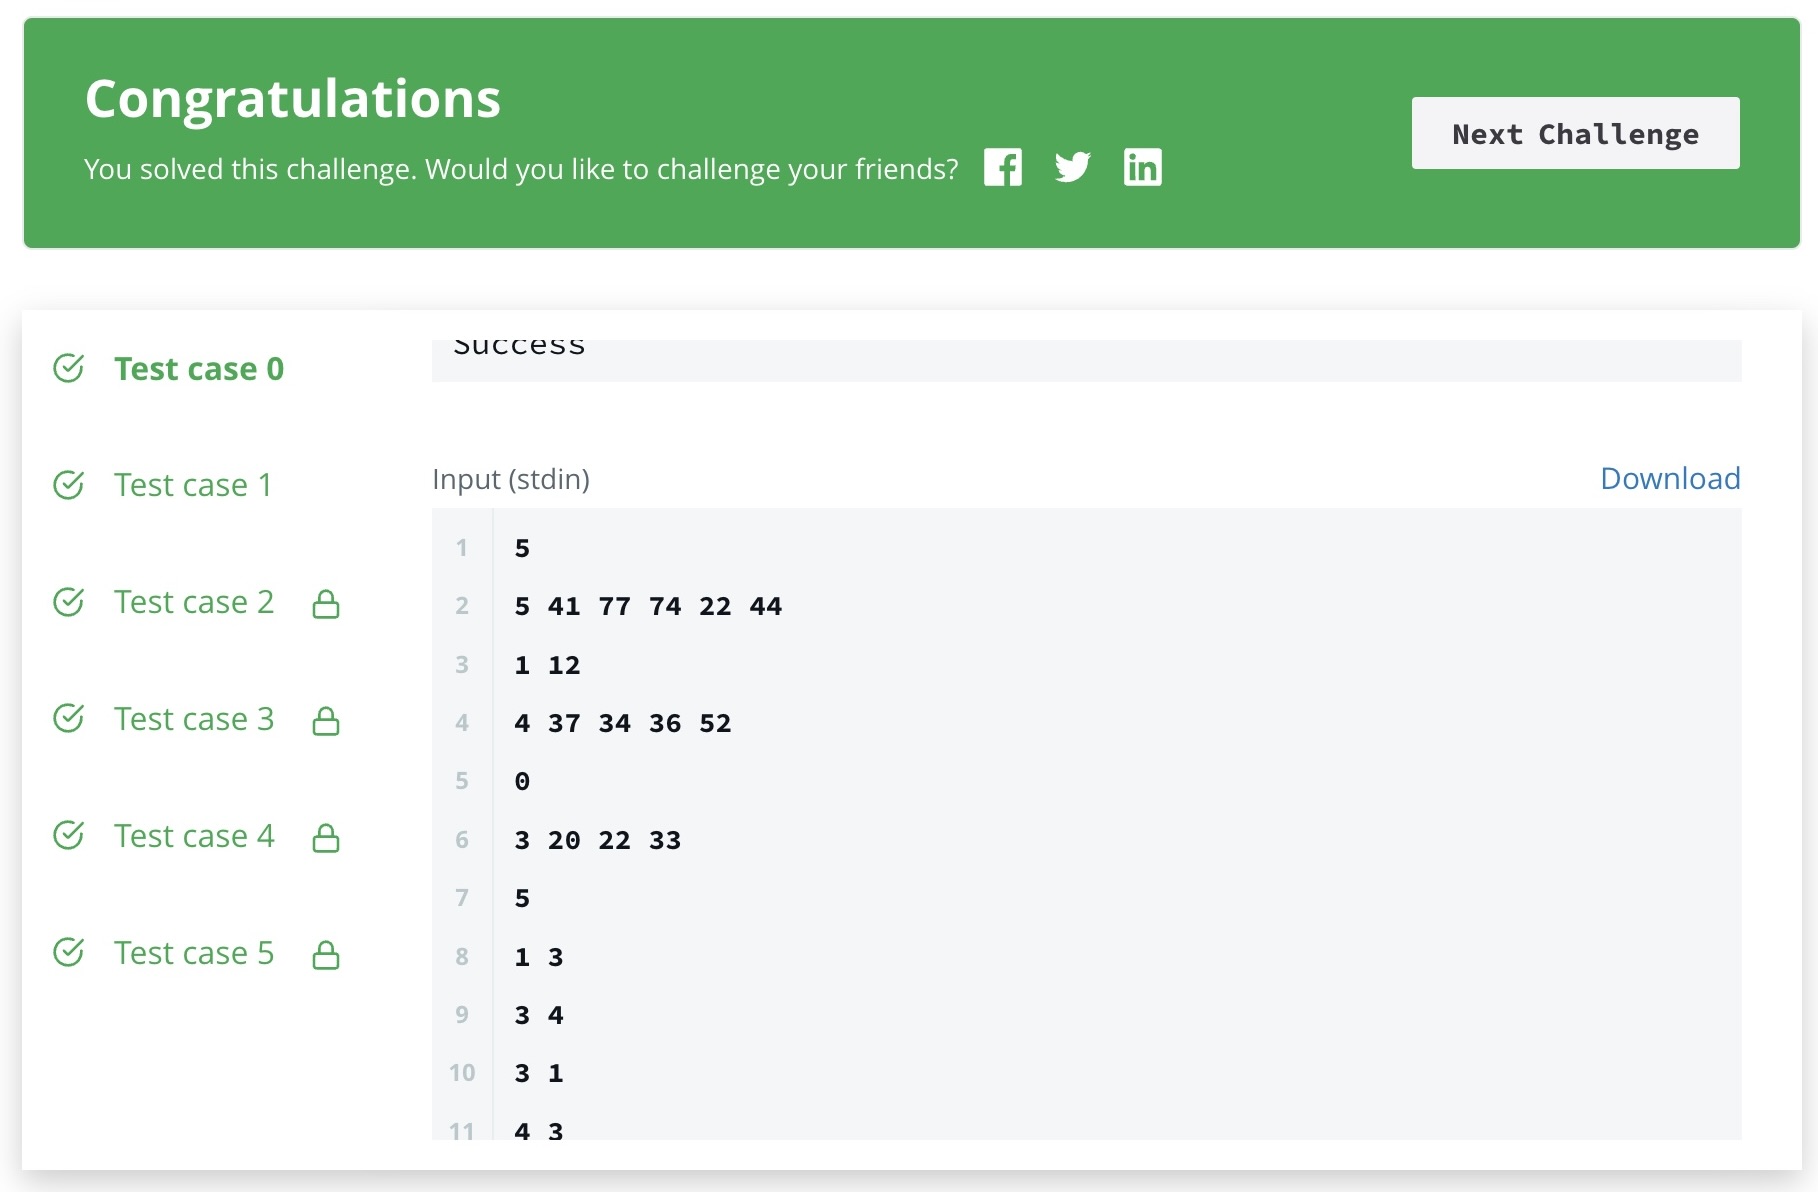 Congratulations
You solved this challenge. Would you like to challenge your friends?
Next Challenge
Test case 0
Test case 1
Test case 2
Test case 3
Test case 4
Test case 5
Success
Input (stdin)
Download
1 5
2 5 41 77 74 22 44
3 1 12
4 4 37 34 36 52
5 0
6 3 20 22 33
7 5
8 1 3
9 3 4
10 3 1
11 4 3